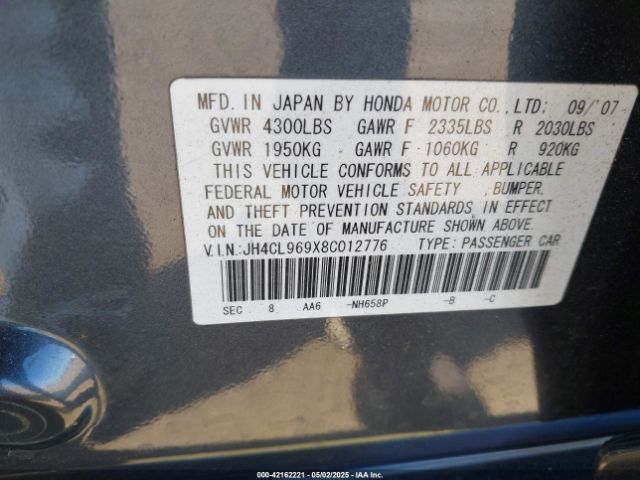 MFD. IN JAPAN BY HONDA MOTOR CO., LTD: 09/'07
GVWR 4300LBS GAWR F 2335LBS R 2030LBS
GVWR 1950KG GAWR F 1060KG R 920KG
THIS VEHICLE CONFORMS TO ALL APPLICABLE
FEDERAL MOTOR VEHICLE SAFETY , BUMPER,
AND THEFT PREVENTION STANDARDS IN EFFECT
ON THE DATE OF MANUFACTURE SHOWN ABOVE.
V.I.N:JH4CL969X8C012776 TYPE: PASSENGER CAR
SEC 8 AA6 -NH658P -B -C
000-42162221 - 05/02/2025 - IAA Inc.